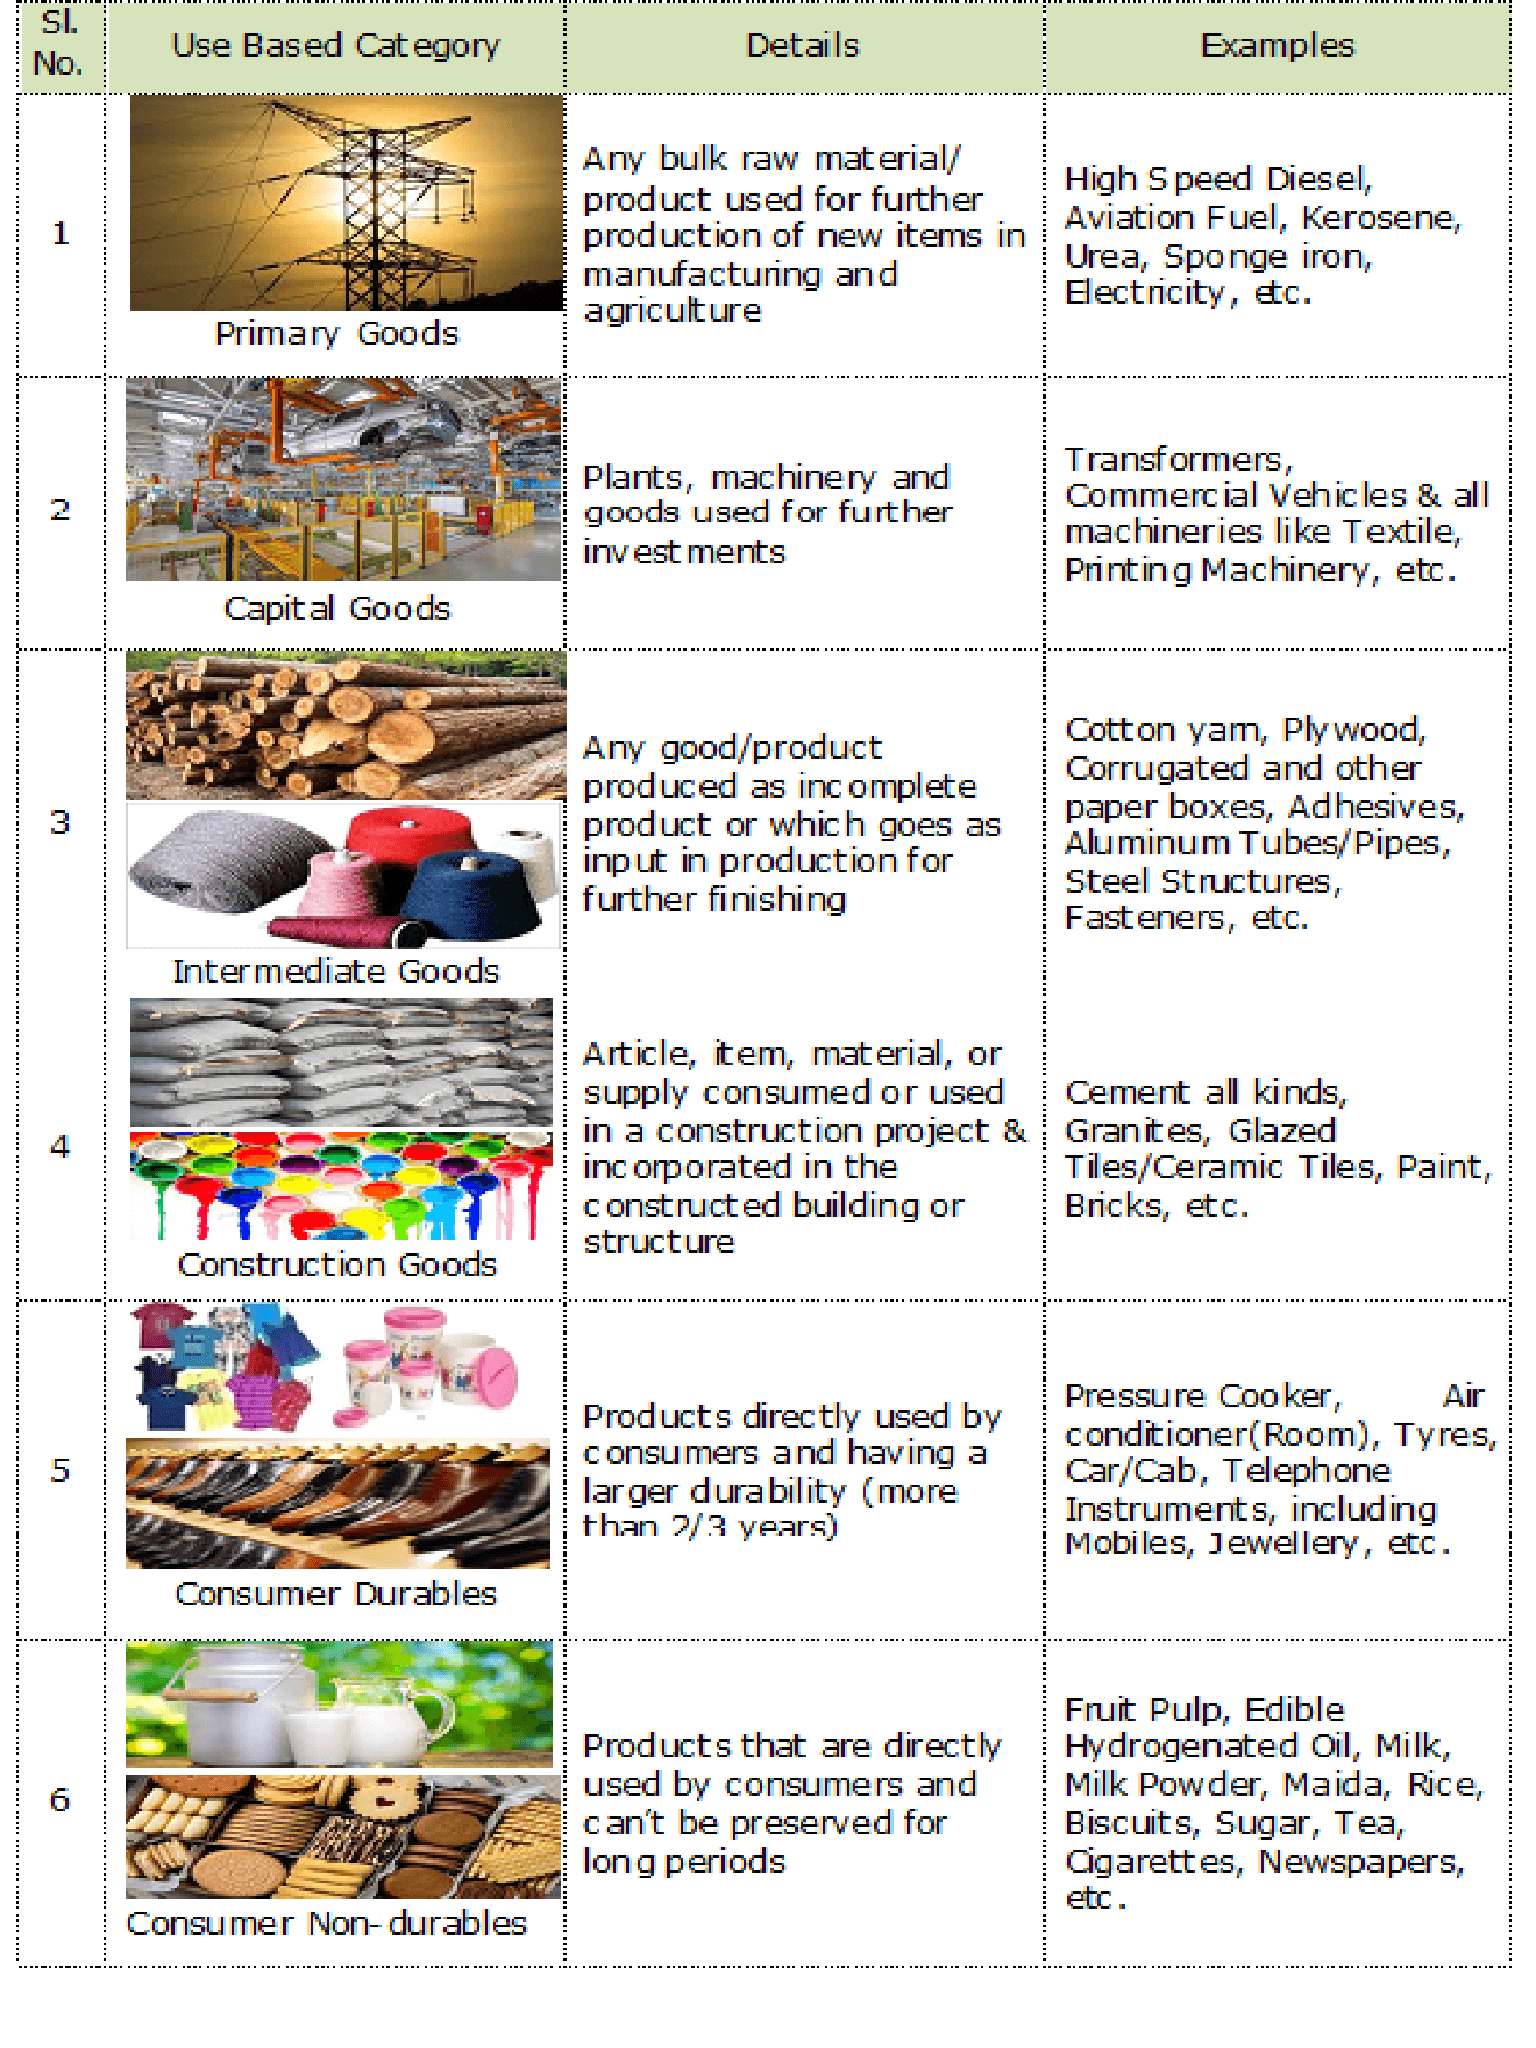 Sl.
No.
Use Based Category
Details
Examples
1
Primary Goods
Any bulk raw material/
product used for further
production of new items in
manufacturing and
agriculture
High Speed Diesel,
Aviation Fuel, Kerosene,
Urea, Sponge iron,
Electricity, etc.
2
Capital Goods
Plants, machinery and
goods used for further
investments
Transformers,
Commercial Vehicles & all
machineries like Textile,
Printing Machinery, etc.
3
Intermediate Goods
Any good/product
produced as incomplete
product or which goes as
input in production for
further finishing
Cotton yarn, Plywood,
Corrugated and other
paper boxes, Adhesives,
Aluminum Tubes/Pipes,
Steel Structures,
Fasteners, etc.
4
Construction Goods
Article, item, material, or
supply consumed or used
in a construction project &
incorporated in the
constructed building or
structure
Cement all kinds,
Granites, Glazed
Tiles/Ceramic Tiles, Paint,
Bricks, etc.
5
Consumer Durables
Products directly used by
consumers and having a
larger durability (more
than 2/3 years)
Pressure Cooker, Air
conditioner(Room), Tyres,
Car/Cab, Telephone
Instruments, including
Mobiles, Jewellery, etc.
6
Consumer Non-durables
Products that are directly
used by consumers and
can't be preserved for
long periods
Fruit Pulp, Edible
Hydrogenated Oil, Milk,
Milk Powder, Maida, Rice,
Biscuits, Sugar, Tea,
Cigarettes, Newspapers,
etc.